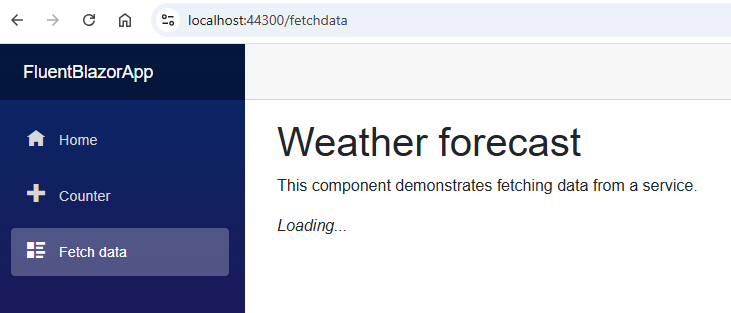 localhost:44300/fetchdata
FluentBlazorApp
Home
Counter
Fetch data
Weather forecast
This component demonstrates fetching data from a service.
Loading...